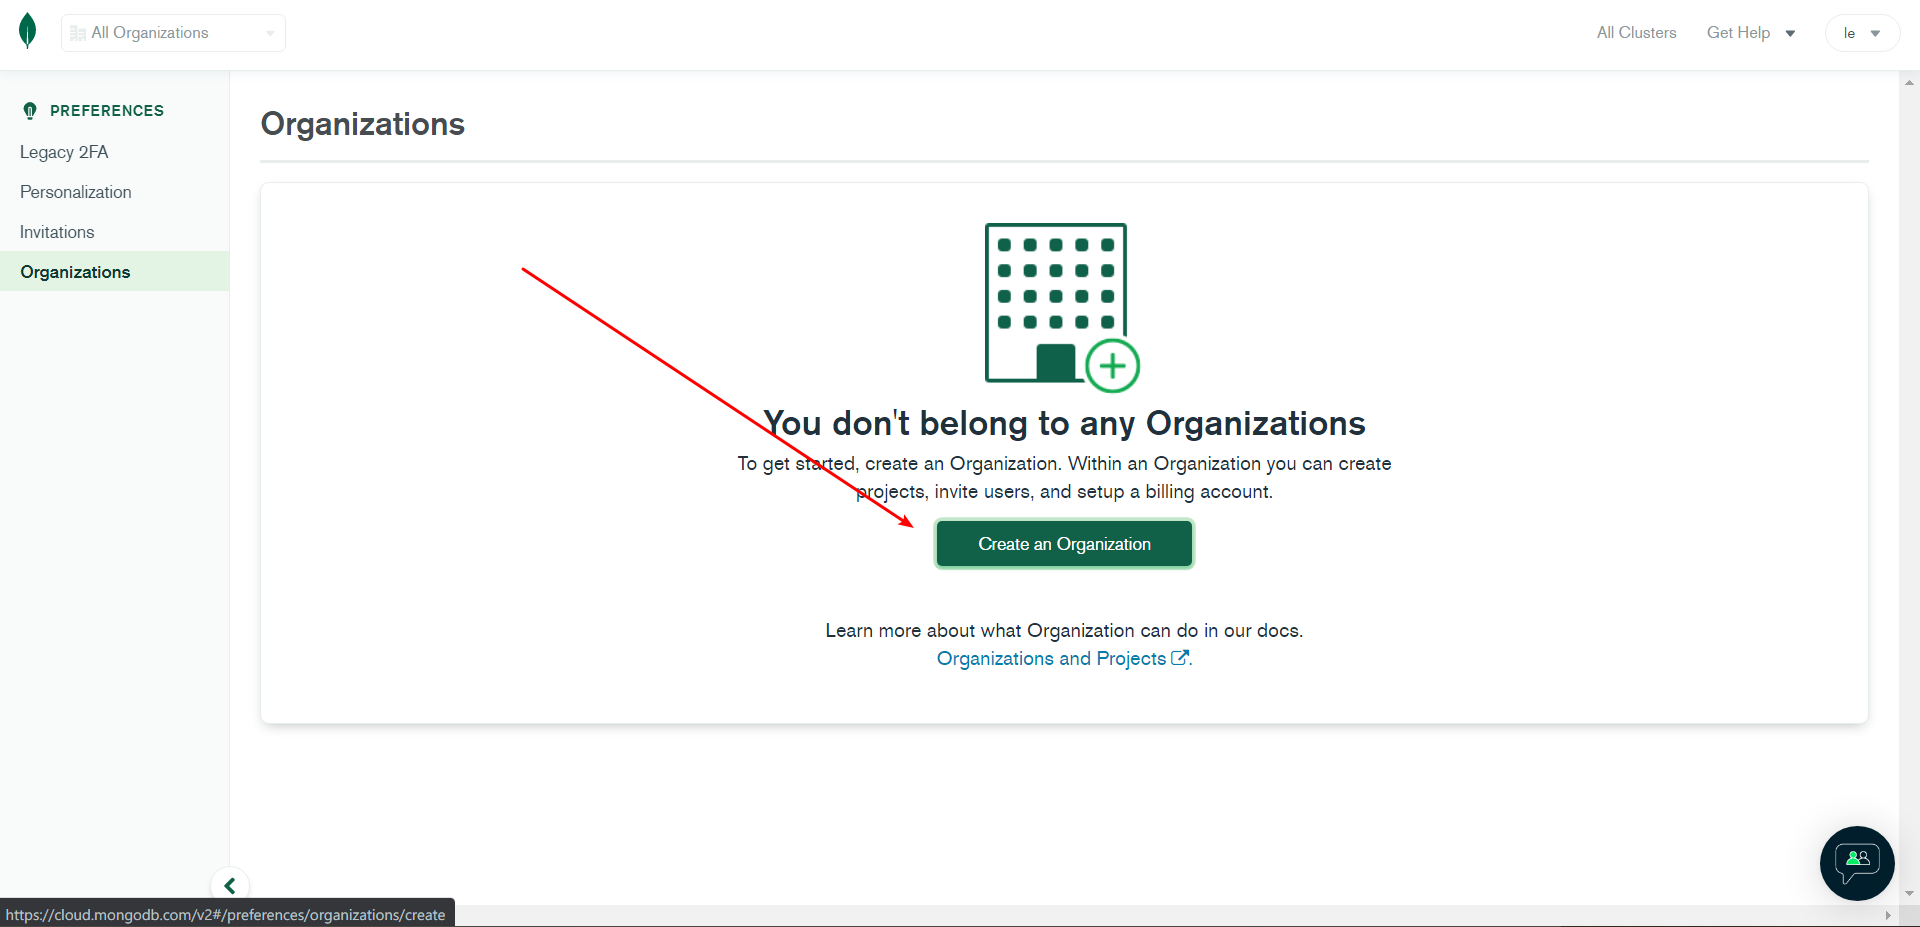 All Organizations
All Clusters
Get Help
le
PREFERENCES
Legacy 2FA
Personalization
Invitations
Organizations
Organizations
You don't belong to any Organizations
To get started, create an Organization. Within an Organization you can create
projects, invite users, and setup a billing account.
Create an Organization
Learn more about what Organization can do in our docs.
Organizations and Projects.
https://cloud.mongodb.com/v2#/preferences/organizations/create